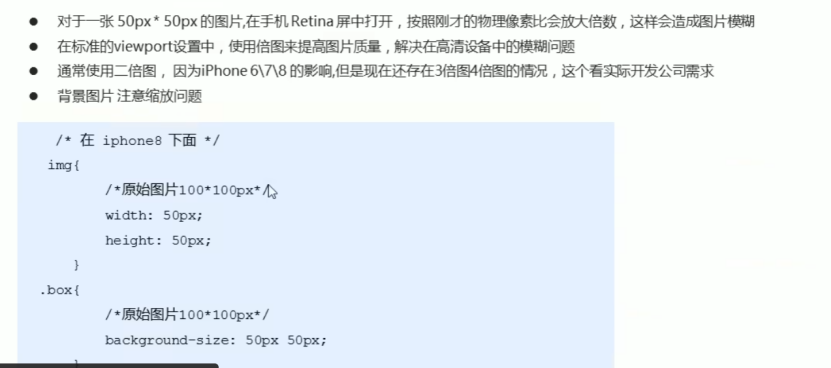 ● 对于一张 50px * 50px 的图片,在手机 Retina 屏中打开，按照刚才的物理像素比会放大倍数，这样会造成图片模糊
● 在标准的viewport设置中，使用倍图来提高图片质量，解决在高清设备中的模糊问题
● 通常使用二倍图， 因为iPhone 6\7\8 的影响,但是现在还存在3倍图4倍图的情况，这个看实际开发公司需求
● 背景图片 注意缩放问题
/* 在 iphone8 下面 */
img{
/*原始图片100*100px*/
width: 50px;
height: 50px;
}
.box{
/*原始图片100*100px*/
background-size: 50px 50px;
}